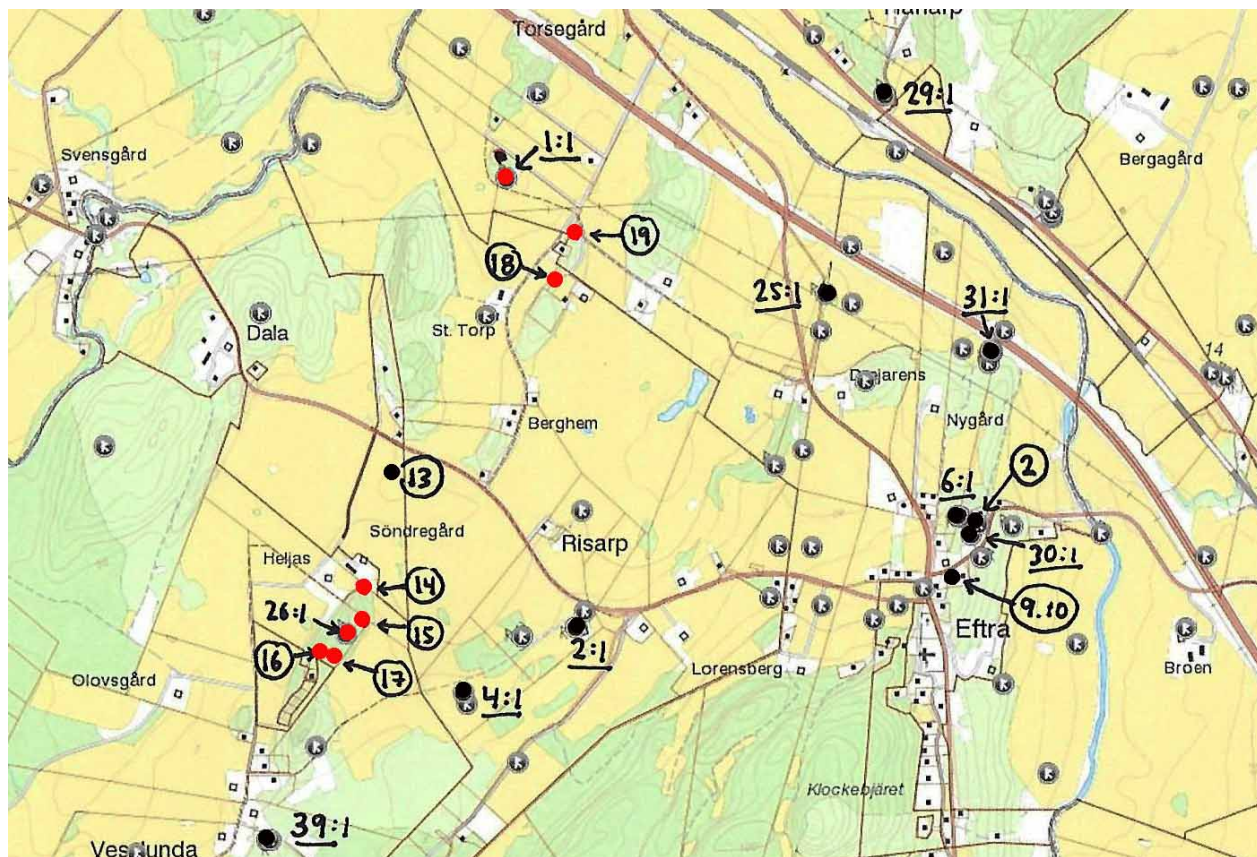 Torsegård
29:1
1:1
Bergagård
Svensgård
19
18
25:1
31:1
St. Torp
Dala
14
Berghem
Nygård
13
6:1
2
Söndregård
Risarp
Heljas
30:1
14
9.10
26:1
15
Eftra
16
17
2:1
Lorensberg
Broen
Olovsgård
4:1
Klockebjäret
39:1